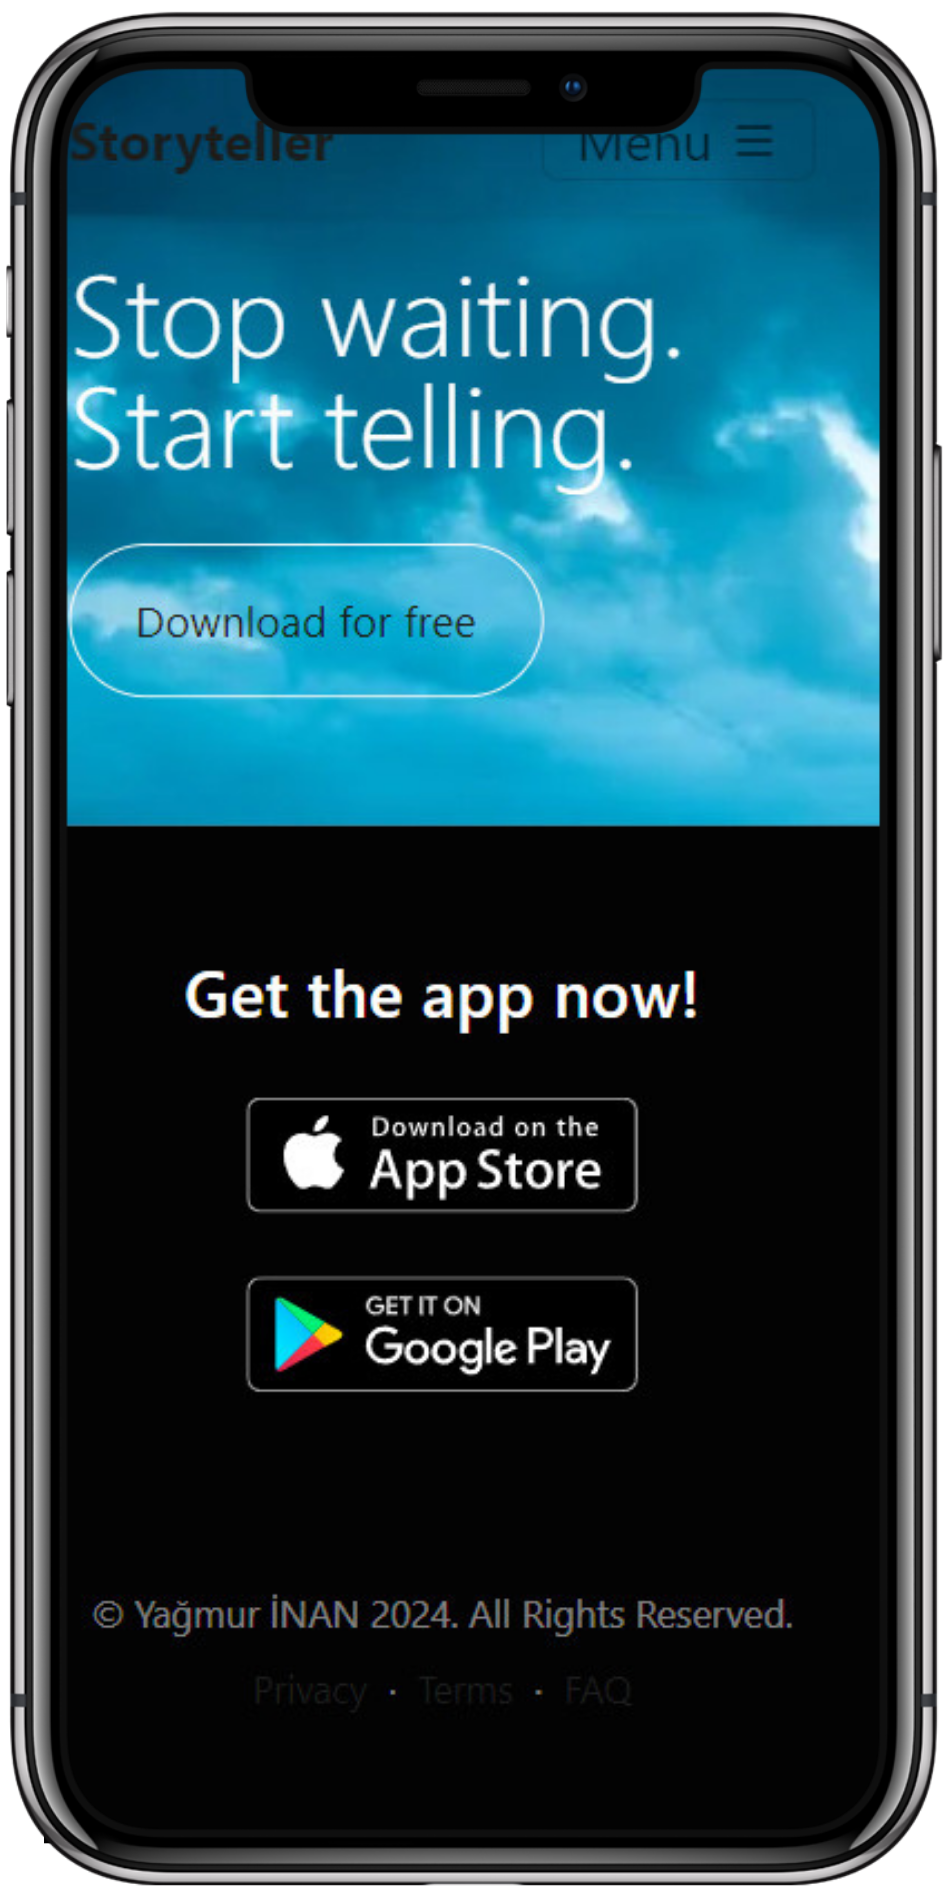 Storyteller Menu
Stop waiting.
Start telling.
Download for free
Get the app now!
Download on the
App Store
GET IT ON
Google Play
© Yağmur İNAN 2024. All Rights Reserved.
Privacy · Terms · FAQ